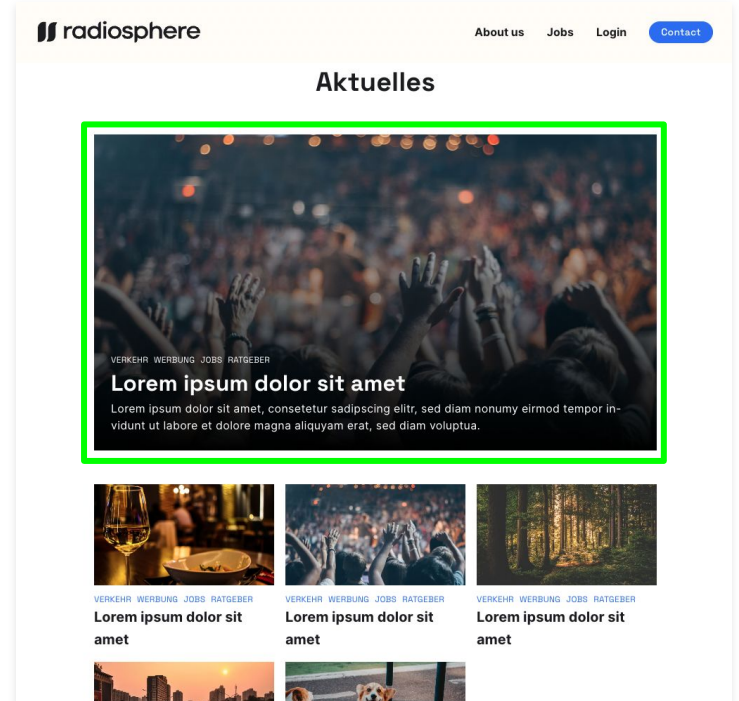 radiosphere
About us Jobs Login Contact
Aktuelles
VERKEHR WERBUNG JOBS RATGEBER
Lorem ipsum dolor sit amet
Lorem ipsum dolor sit amet, consetetur sadipscing elitr, sed diam nonumy eirmod tempor in-
vidunt ut labore et dolore magna aliquyam erat, sed diam voluptua.
VERKEHR WERBUNG JOBS RATGEBER
Lorem ipsum dolor sit
amet
VERKEHR WERBUNG JOBS RATGEBER
Lorem ipsum dolor sit
amet
VERKEHR WERBUNG JOBS RATGEBER
Lorem ipsum dolor sit
amet